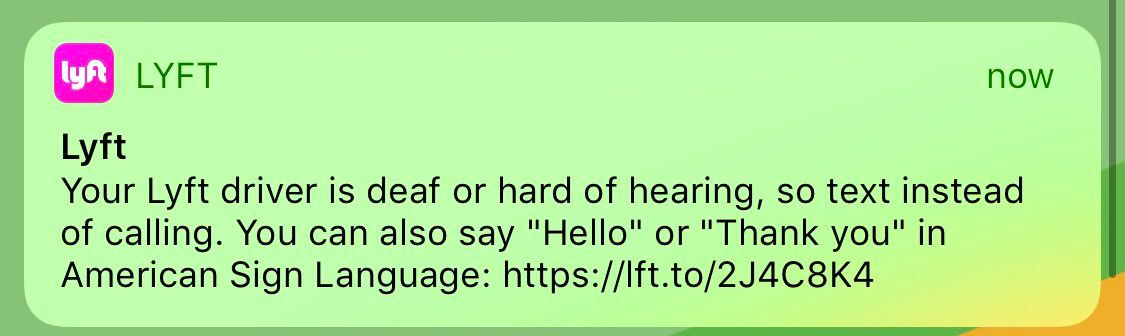 lyft LYFT now
Lyft
Your Lyft driver is deaf or hard of hearing, so text instead
of calling. You can also say "Hello" or "Thank you" in
American Sign Language: https://lft.to/2J4C8K4